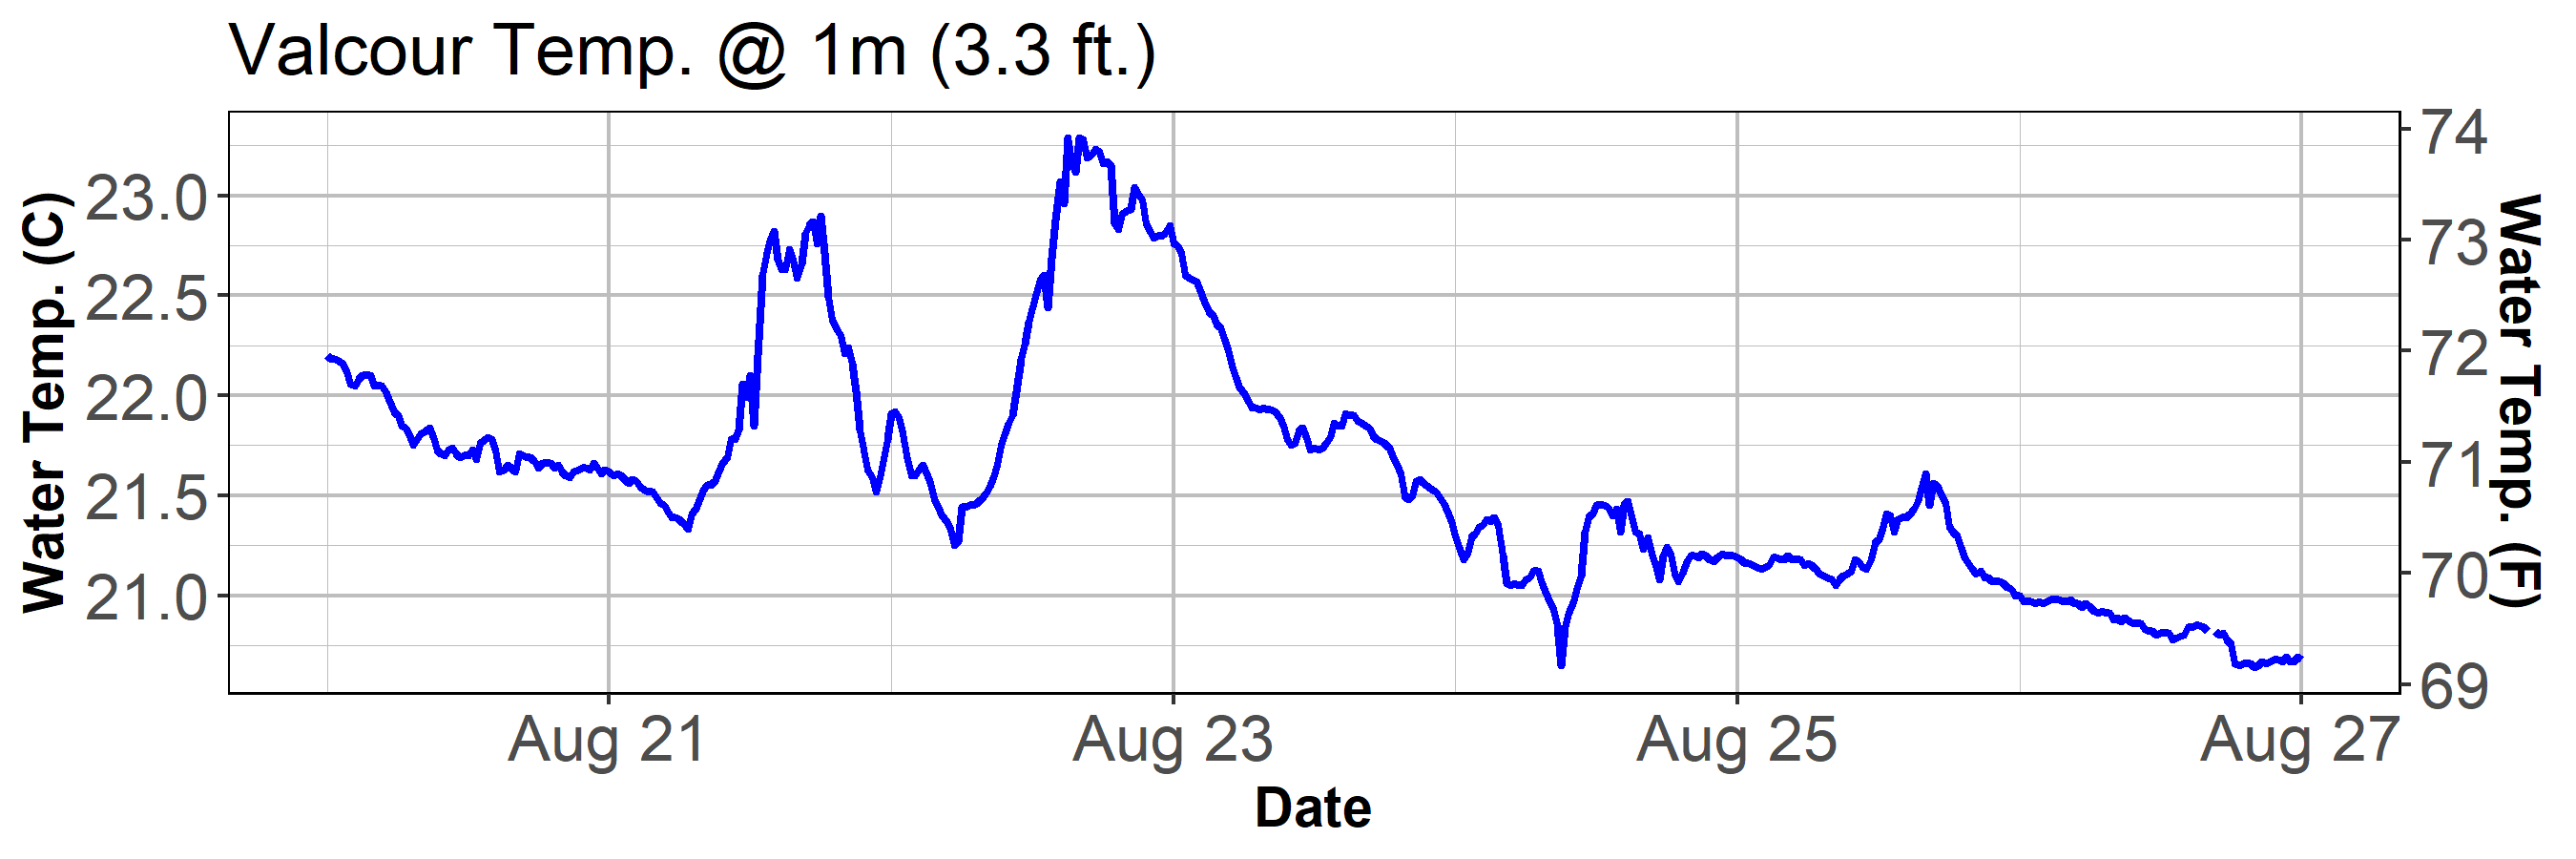 Valcour Temp. @ 1m (3.3 ft.)
Water Temp. (C)
23.0
22.5
22.0
21.5
21.0
74
73
72
71
70
69
Water Temp. (F)
Aug 21
Aug 23
Aug 25
Aug 27
Date